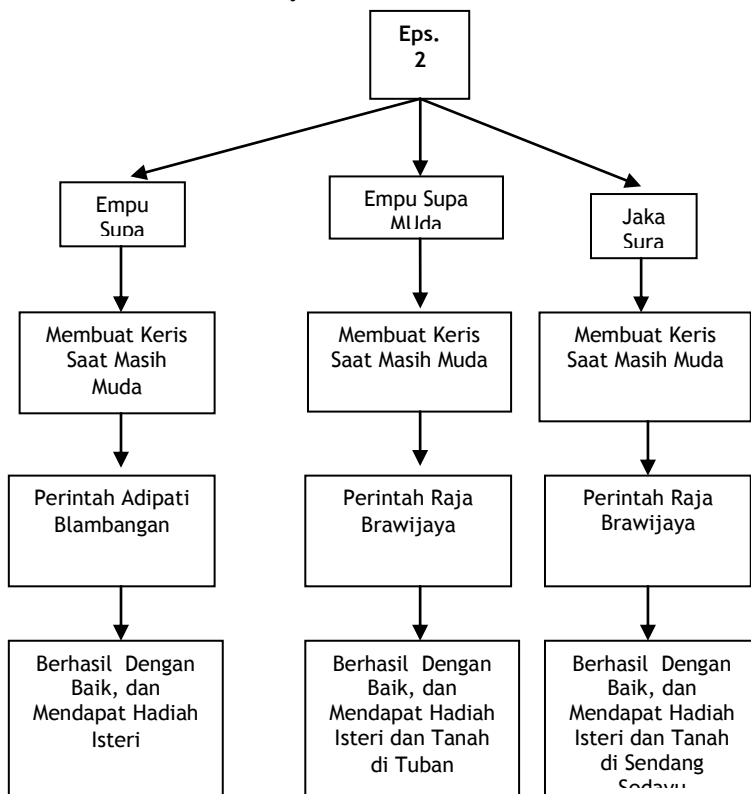 Eps.
2
Empu
Supa
Empu Supa
MUda
Jaka
Sura
Membuat Keris
Saat Masih
Muda
Membuat Keris
Saat Masih Muda
Membuat Keris
Saat Masih Muda
Perintah Adipati
Blambangan
Perintah Raja
Brawijaya
Perintah Raja
Brawijaya
Berhasil Dengan
Baik, dan
Mendapat Hadiah
Isteri
Berhasil Dengan
Baik, dan
Mendapat Hadiah
Isteri dan Tanah
di Tuban
Berhasil Dengan
Baik, dan
Mendapat Hadiah
Isteri dan Tanah
di Sendang
Sedayu